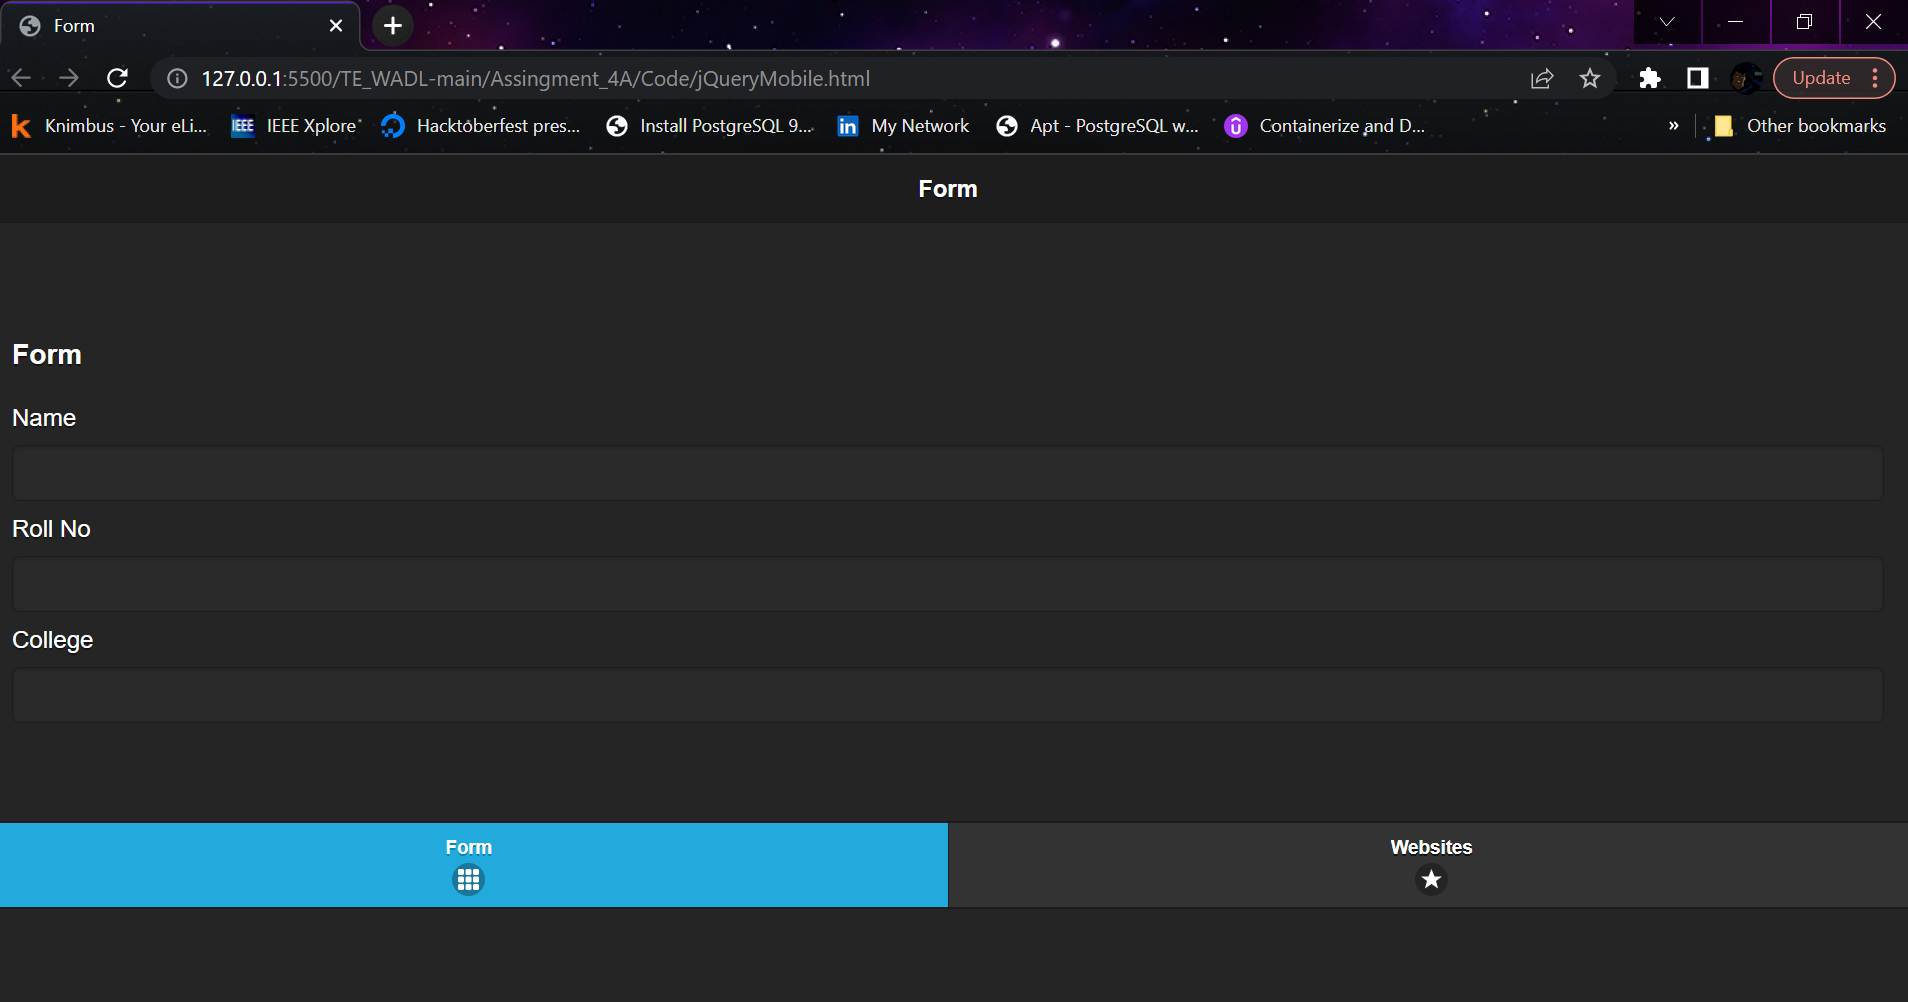 Form
127.0.0.1:5500/TE_WADL-main/Assingment_4A/Code/jQueryMobile.html
Update
Knimbus - Your eLi...
IEEE IEEE Xplore
Hacktoberfest pres...
Install PostgreSQL 9....
in My Network
Apt - PostgreSQL w...
Containerize and D...
»
Other bookmarks
Form
Form
Name
Roll No
College
Form
Websites